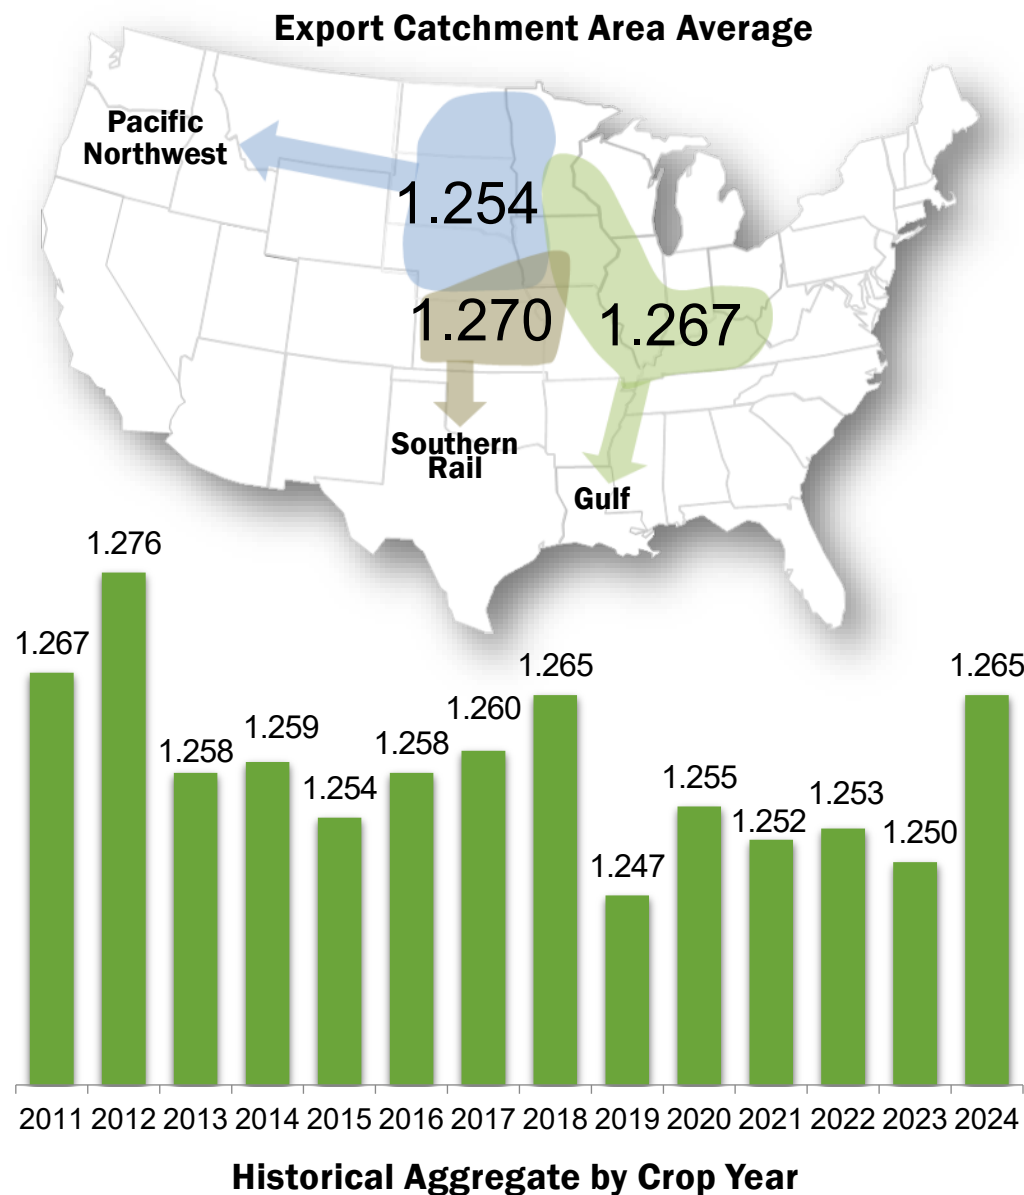 Export Catchment Area Average
Pacific
Northwest
1.254
1.270
1.267
Southern
Rail
Gulf
1.267
1.276
1.258
1.259
1.254
1.258
1.260
1.265
1.247
1.255
1.252
1.253
1.250
1.265
2011 2012 2013 2014 2015 2016 2017 2018 2019 2020 2021 2022 2023 2024
Historical Aggregate by Crop Year